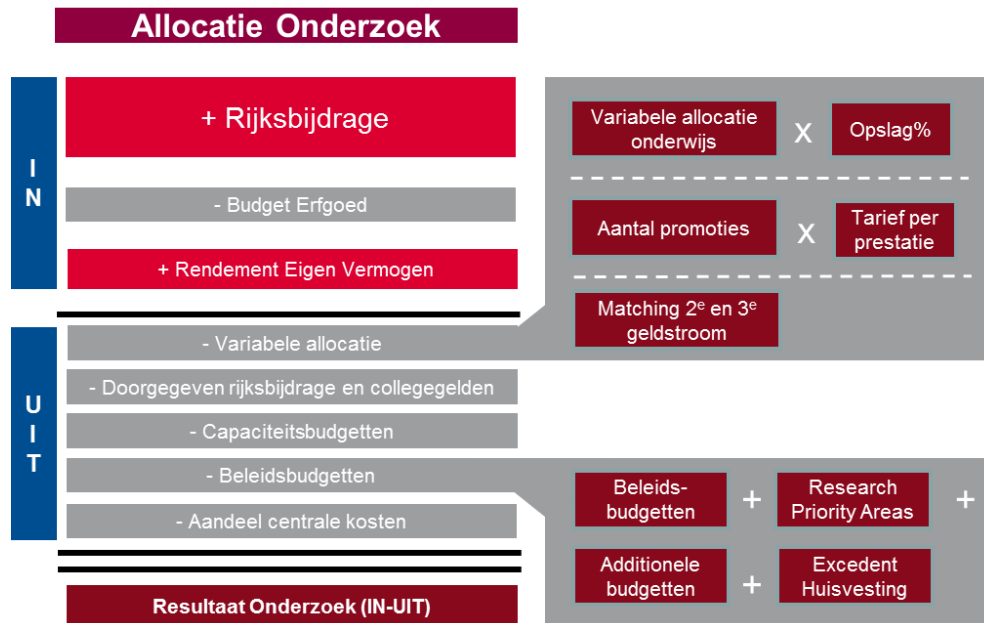 Allocatie Onderzoek
IN
+ Rijksbijdrage
- Budget Erfgoed
+ Rendement Eigen Vermogen
Variabele allocatie
onderwijs
X
Opslag%
Aantal promoties
X
Tarief per
prestatie
Matching 2e en 3e
geldstroom
UIT
- Variabele allocatie
- Doorgegeven rijksbijdrage en collegegelden
- Capaciteitsbudgetten
- Beleidsbudgetten
- Aandeel centrale kosten
Beleids-
budgetten
+
Research
Priority Areas
+
Additionele
budgetten
+
Excedent
Huisvesting
Resultaat Onderzoek (IN-UIT)